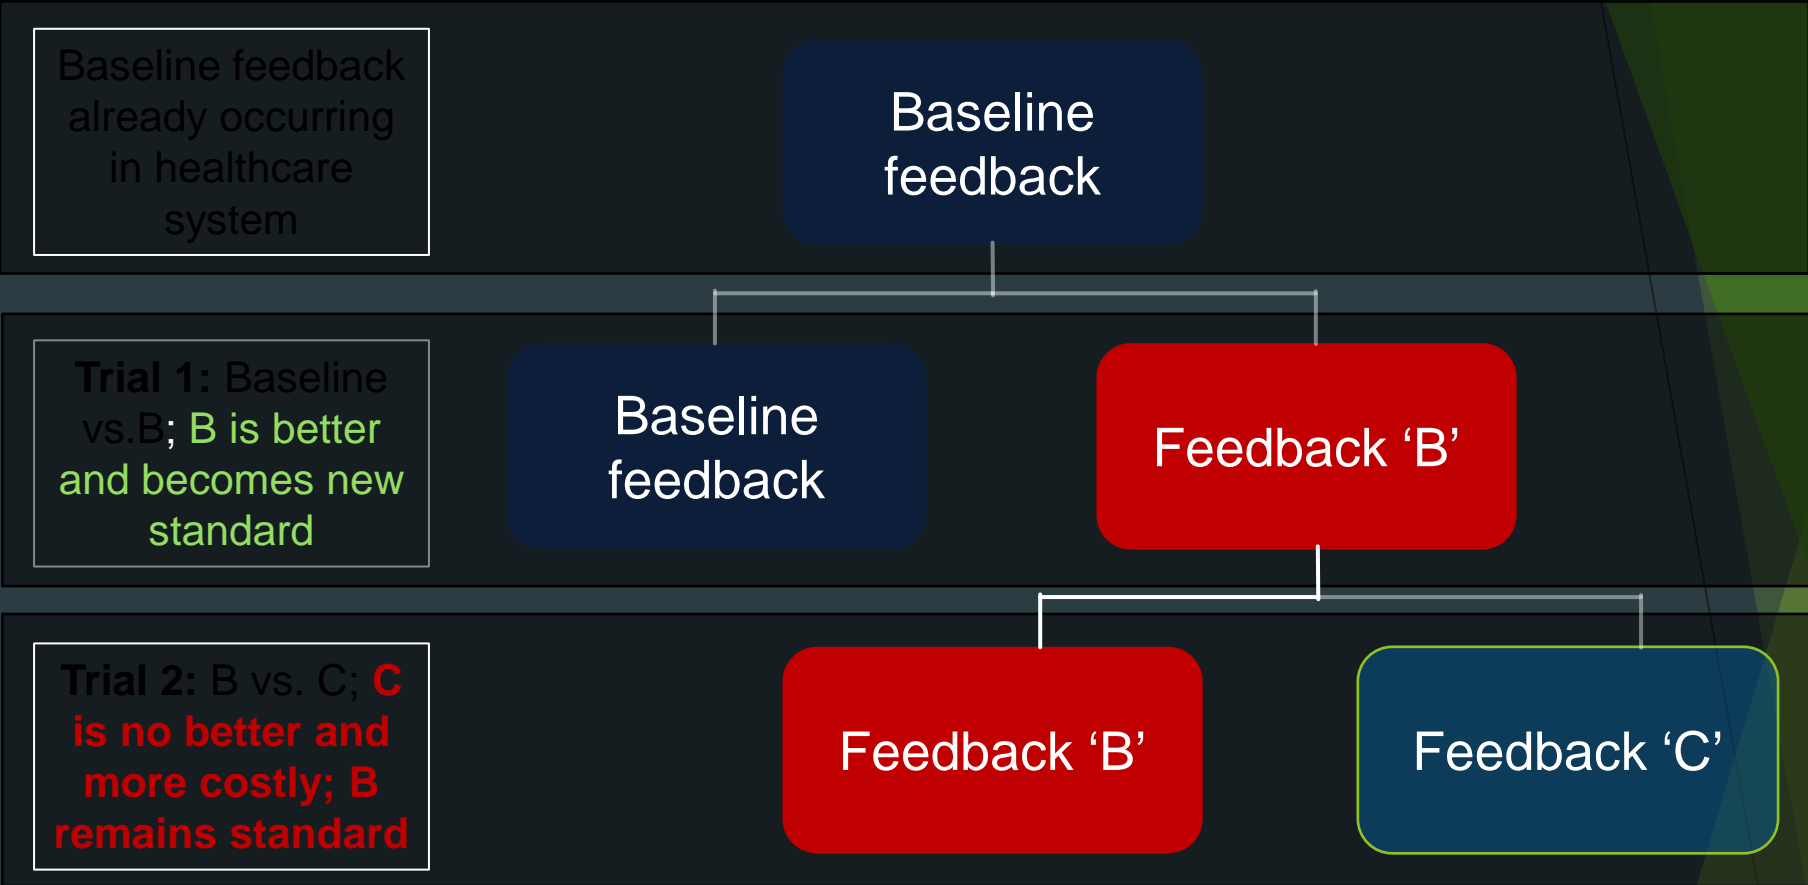 Baseline feedback
already occurring
in healthcare
system
Baseline
feedback
Trial 1: Baseline
vs.B; B is better
and becomes new
standard
Baseline
feedback
Feedback ‘B’
Trial 2: B vs. C; C
is no better and
more costly; B
remains standard
Feedback ‘B’
Feedback ‘C’